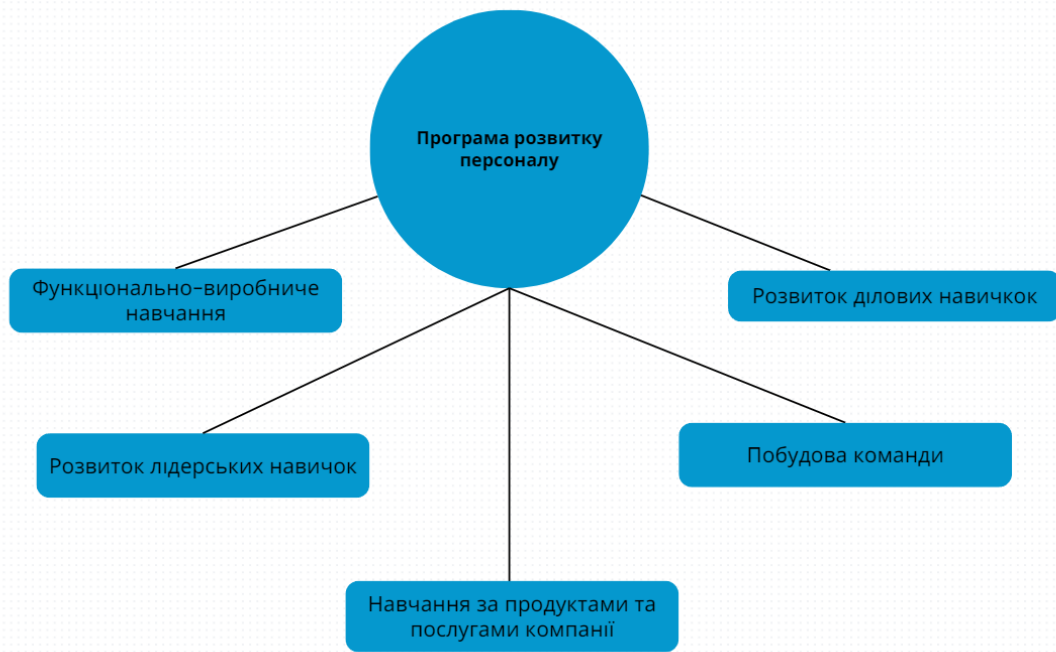 Програма розвитку
персоналу
Функціонально-виробниче
навчання
Розвиток ділових навичкок
Розвиток лідерських навичок
Побудова команди
Навчання за продуктами та
послугами компанії